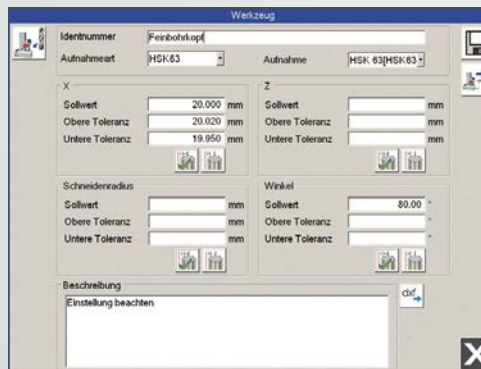 Werkzeug
Identnummer Feinbohrkopf
Aufnahmeart HSK63 Aufnahme HSK 63[HSK63
X Z
Sollwert 20.000 mm Sollwert mm
Obere Toleranz 20.020 mm Obere Toleranz mm
Untere Toleranz 19.950 mm Untere Toleranz mm
Schneidenradius Winkel
Sollwert mm Sollwert 80.00 °
Obere Toleranz mm Obere Toleranz °
Untere Toleranz mm Untere Toleranz °
Beschreibung
Einstellung beachten dxf
X